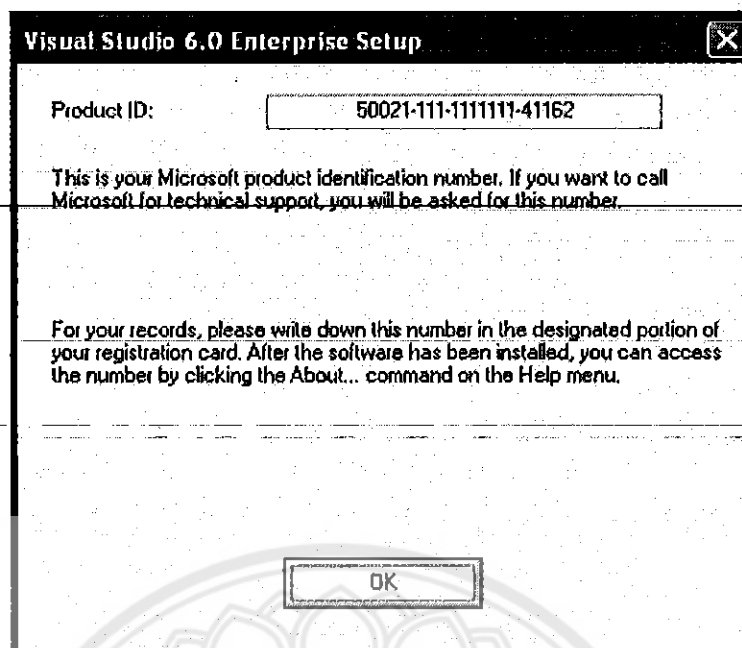 Visual Studio 6.0 Enterprise Setup
Product ID: 50021-111-1111111-41162
This is your Microsoft product identification number. If you want to call
Microsoft for technical support, you will be asked for this number.
For your records, please write down this number in the designated portion of
your registration card. After the software has been installed, you can access
the number by clicking the About... command on the Help menu.
OK